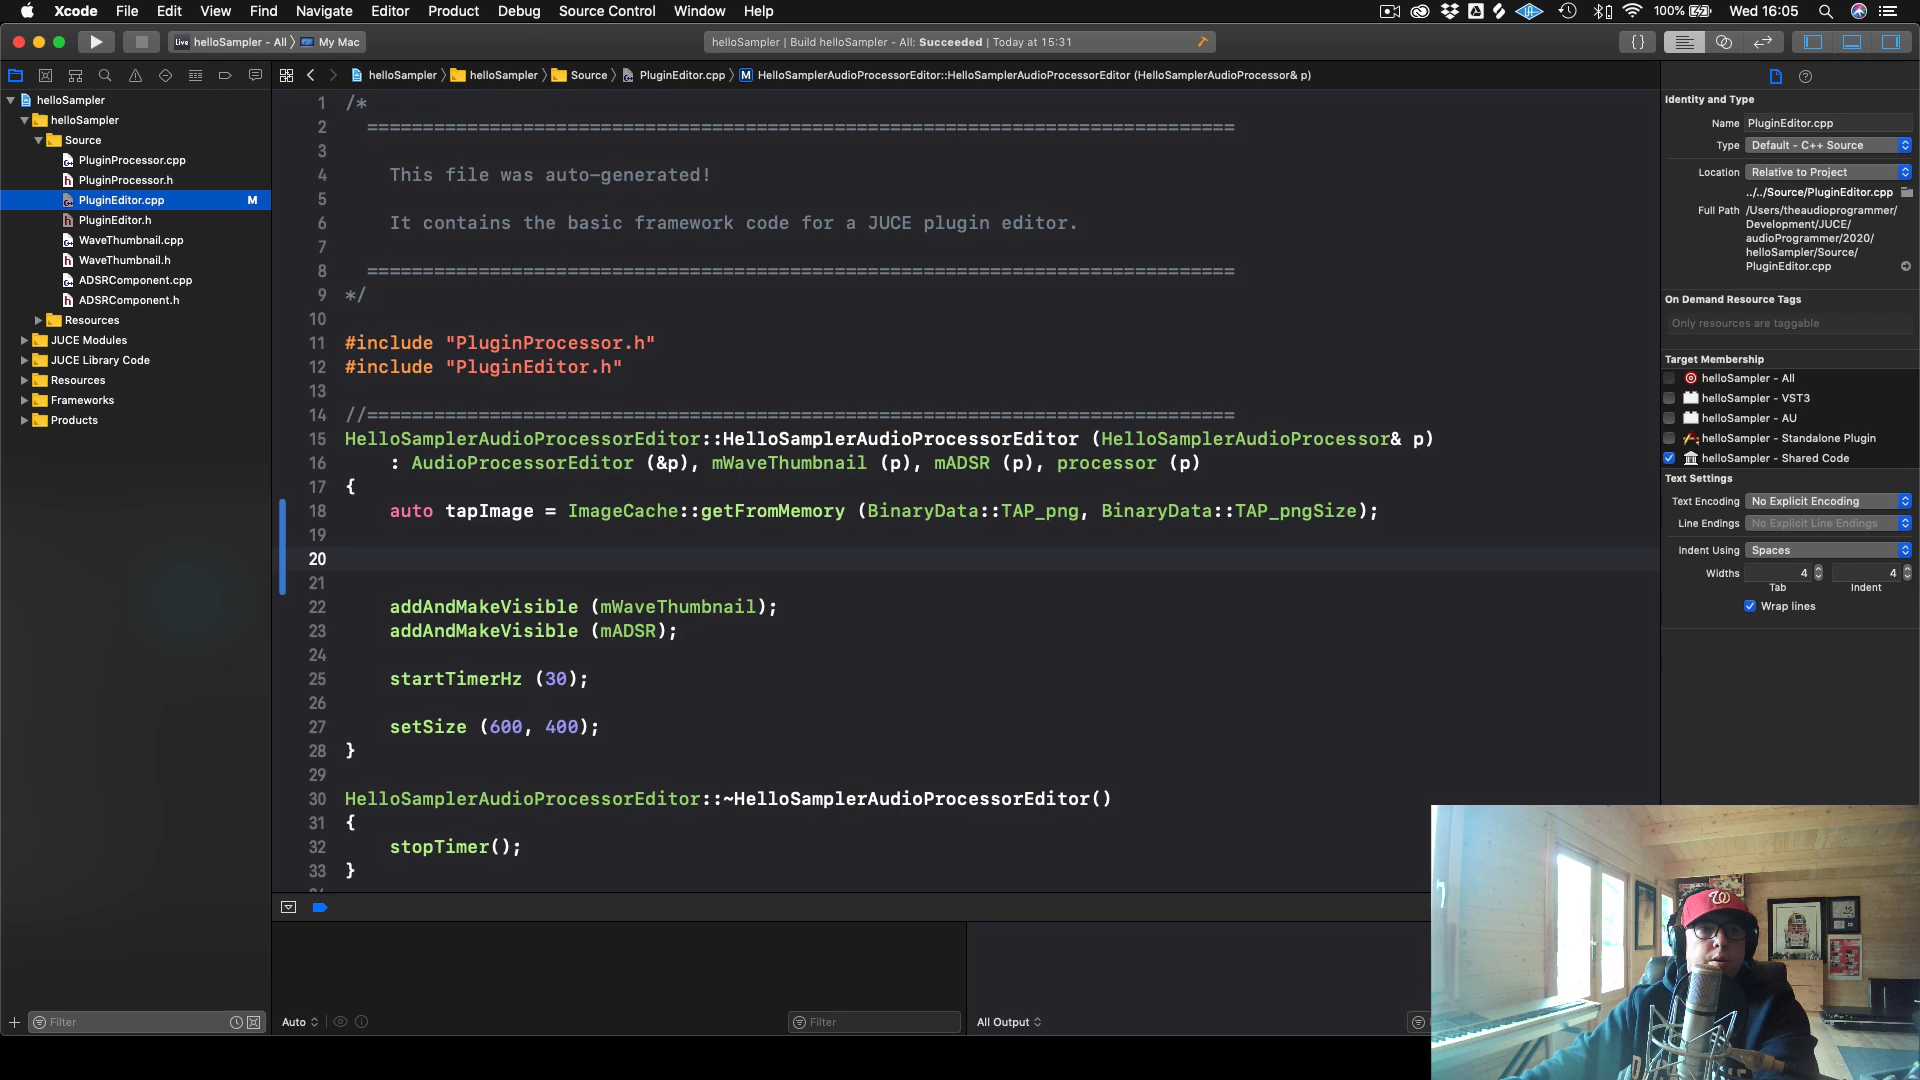 Xcode File Edit View Find Navigate Editor Product Debug Source Control Window Help 100% Wed 16:05
helloSampler - All My Mac helloSampler | Build helloSampler - All: Succeeded | Today at 15:31 {}
helloSampler helloSampler Source PluginEditor.cpp M HelloSamplerAudioProcessorEditor::HelloSamplerAudioProcessorEditor (HelloSamplerAudioProcessor& p)
helloSampler
helloSampler
Source
PluginProcessor.cpp
PluginProcessor.h
PluginEditor.cpp M
PluginEditor.h
WaveThumbnail.cpp
WaveThumbnail.h
ADSRComponent.cpp
ADSRComponent.h
Resources
JUCE Modules
JUCE Library Code
Resources
Frameworks
Products
Filter
1 /*
2 ==============================================================================
3
4 This file was auto-generated!
5
6 It contains the basic framework code for a JUCE plugin editor.
7
8 ==============================================================================
9 */
10
11 #include "PluginProcessor.h"
12 #include "PluginEditor.h"
13
14 //==============================================================================
15 HelloSamplerAudioProcessorEditor::HelloSamplerAudioProcessorEditor (HelloSamplerAudioProcessor& p)
16 : AudioProcessorEditor (&p), mWaveThumbnail (p), mADSR (p), processor (p)
17 {
18 auto tapImage = ImageCache::getFromMemory (BinaryData::TAP_png, BinaryData::TAP_pngSize);
19
20
21
22 addAndMakeVisible (mWaveThumbnail);
23 addAndMakeVisible (mADSR);
24
25 startTimerHz (30);
26
27 setSize (600, 400);
28 }
29
30 HelloSamplerAudioProcessorEditor::~HelloSamplerAudioProcessorEditor()
31 {
32 stopTimer();
33 }
Auto Filter All Output
Identity and Type
Name PluginEditor.cpp
Type Default - C++ Source
Location Relative to Project
../../Source/PluginEditor.cpp
Full Path /Users/theaudioprogrammer/
Development/JUCE/
audioProgrammer/2020/
helloSampler/Source/
PluginEditor.cpp
On Demand Resource Tags
Only resources are taggable
Target Membership
helloSampler - All
helloSampler - VST3
helloSampler - AU
helloSampler - Standalone Plugin
helloSampler - Shared Code
Text Settings
Text Encoding No Explicit Encoding
Line Endings No Explicit Line Endings
Indent Using Spaces
Widths 4 4
Tab Indent
Wrap lines